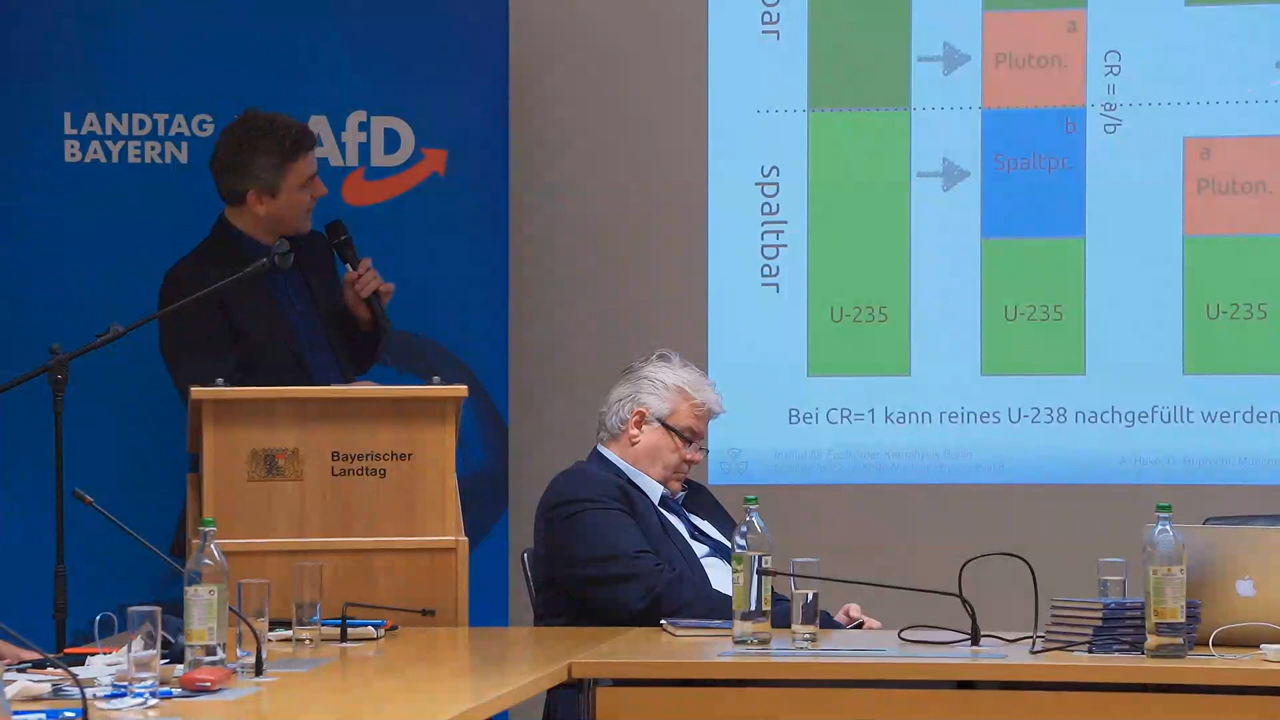 LANDTAG
BAYERN
AfD
Bayerischer
Landtag
bar
spaltbar
U-235
a
Pluton.
b
Spaltpr.
U-235
CR = a/b
a
Pluton.
U-235
Bei CR=1 kann reines U-238 nachgefüllt werden